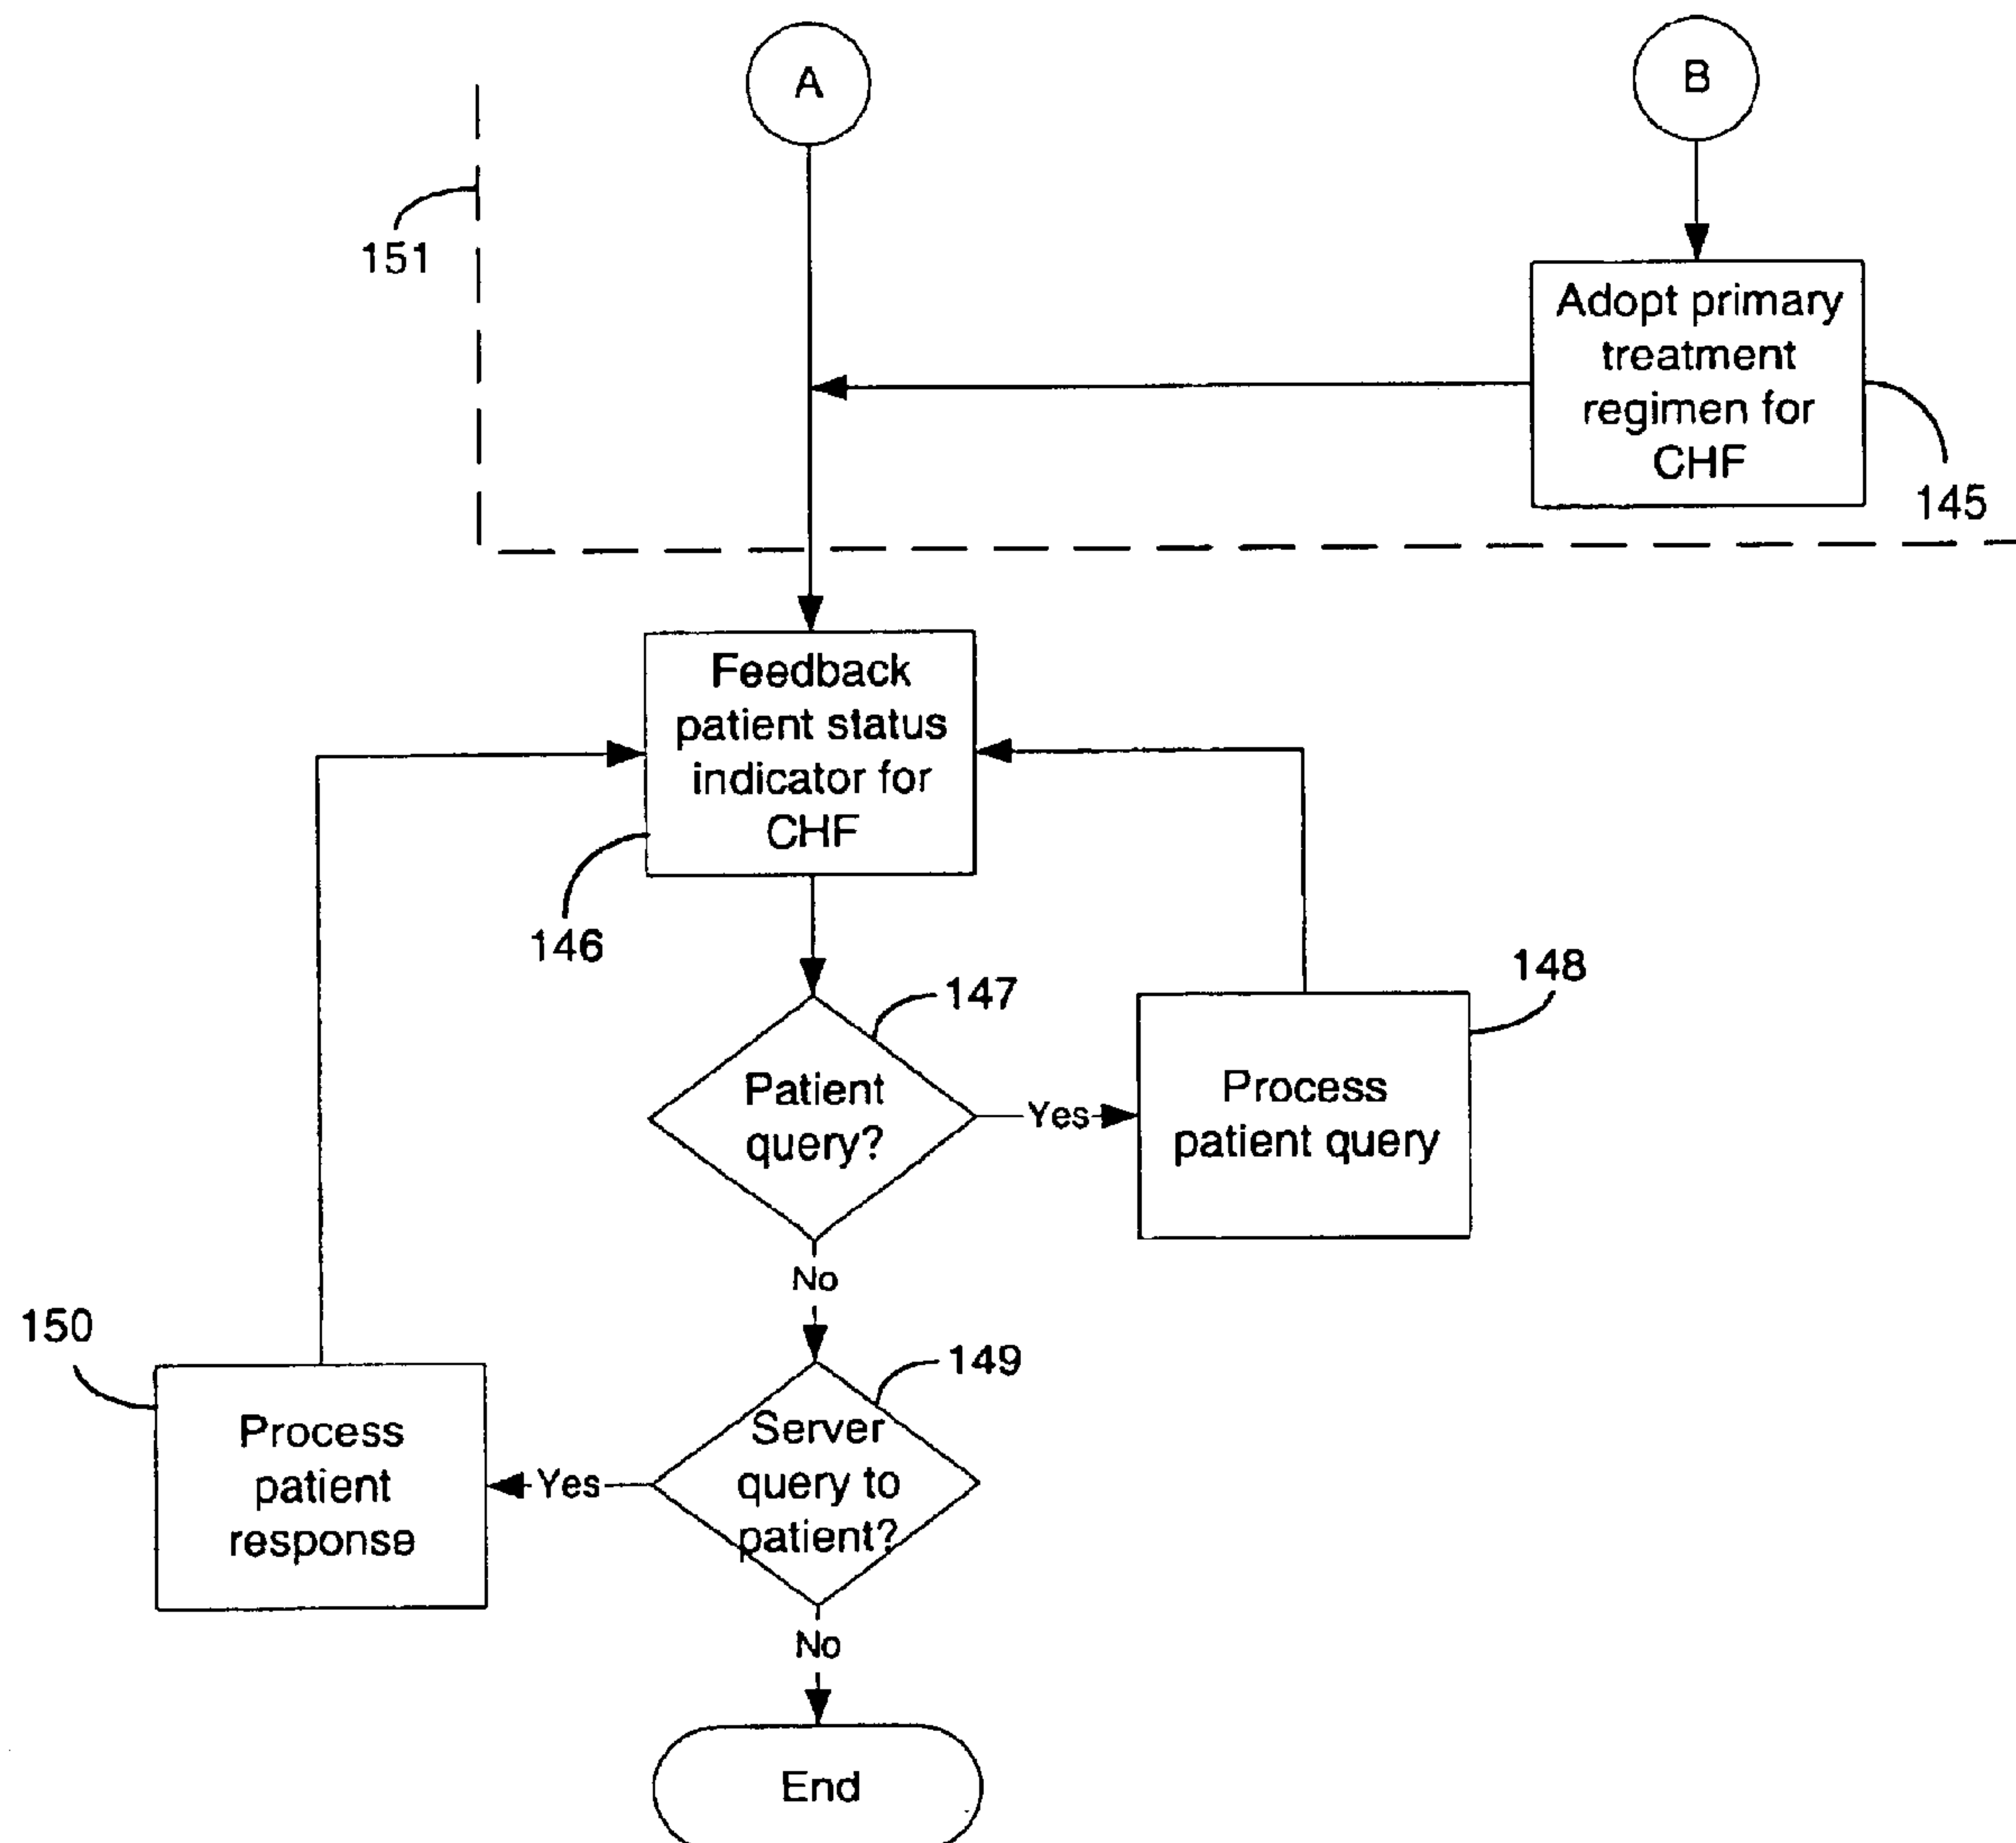 A
B
151
Adopt primary
treatment
regimen for
CHF
145
Feedback
patient status
indicator for
CHF
146
147
148
Patient
query?
Yes
Process
patient query
No
150
149
Process
patient
response
Yes
Server
query to
patient?
No
End